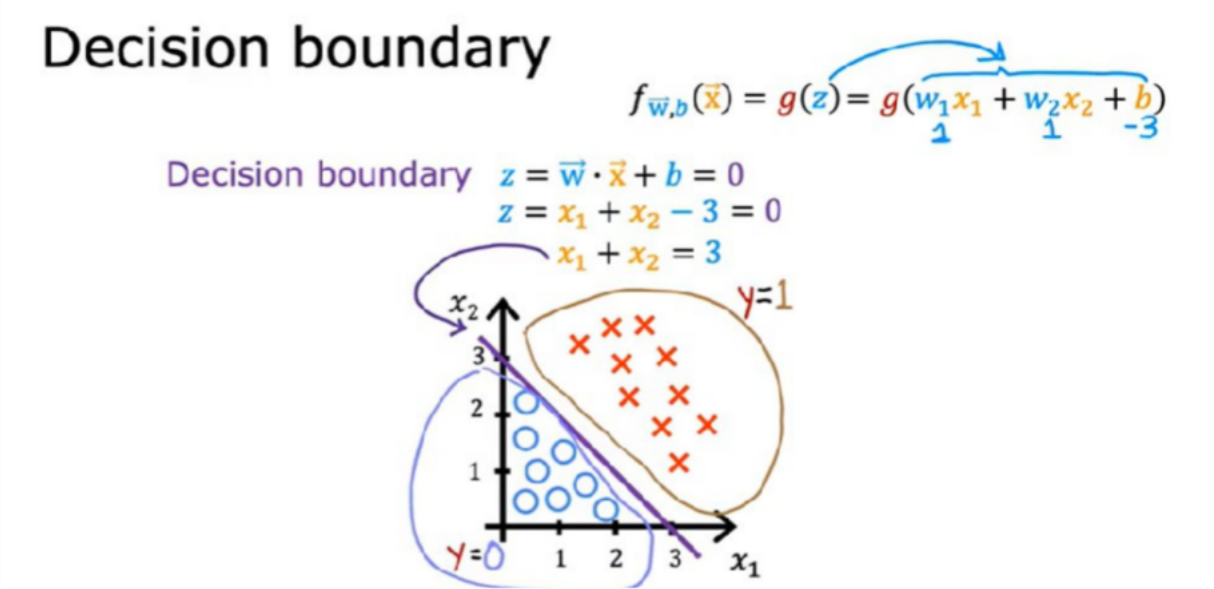 Decision boundary
f w⃗,b(x⃗) = g(z) = g(w₁x₁ + w₂x₂ + b)
1 1 -3
Decision boundary z = w⃗ · x⃗ + b = 0
z = x₁ + x₂ − 3 = 0
x₁ + x₂ = 3
y=1
x₂
3
2
1
y=0
1 2 3 x₁